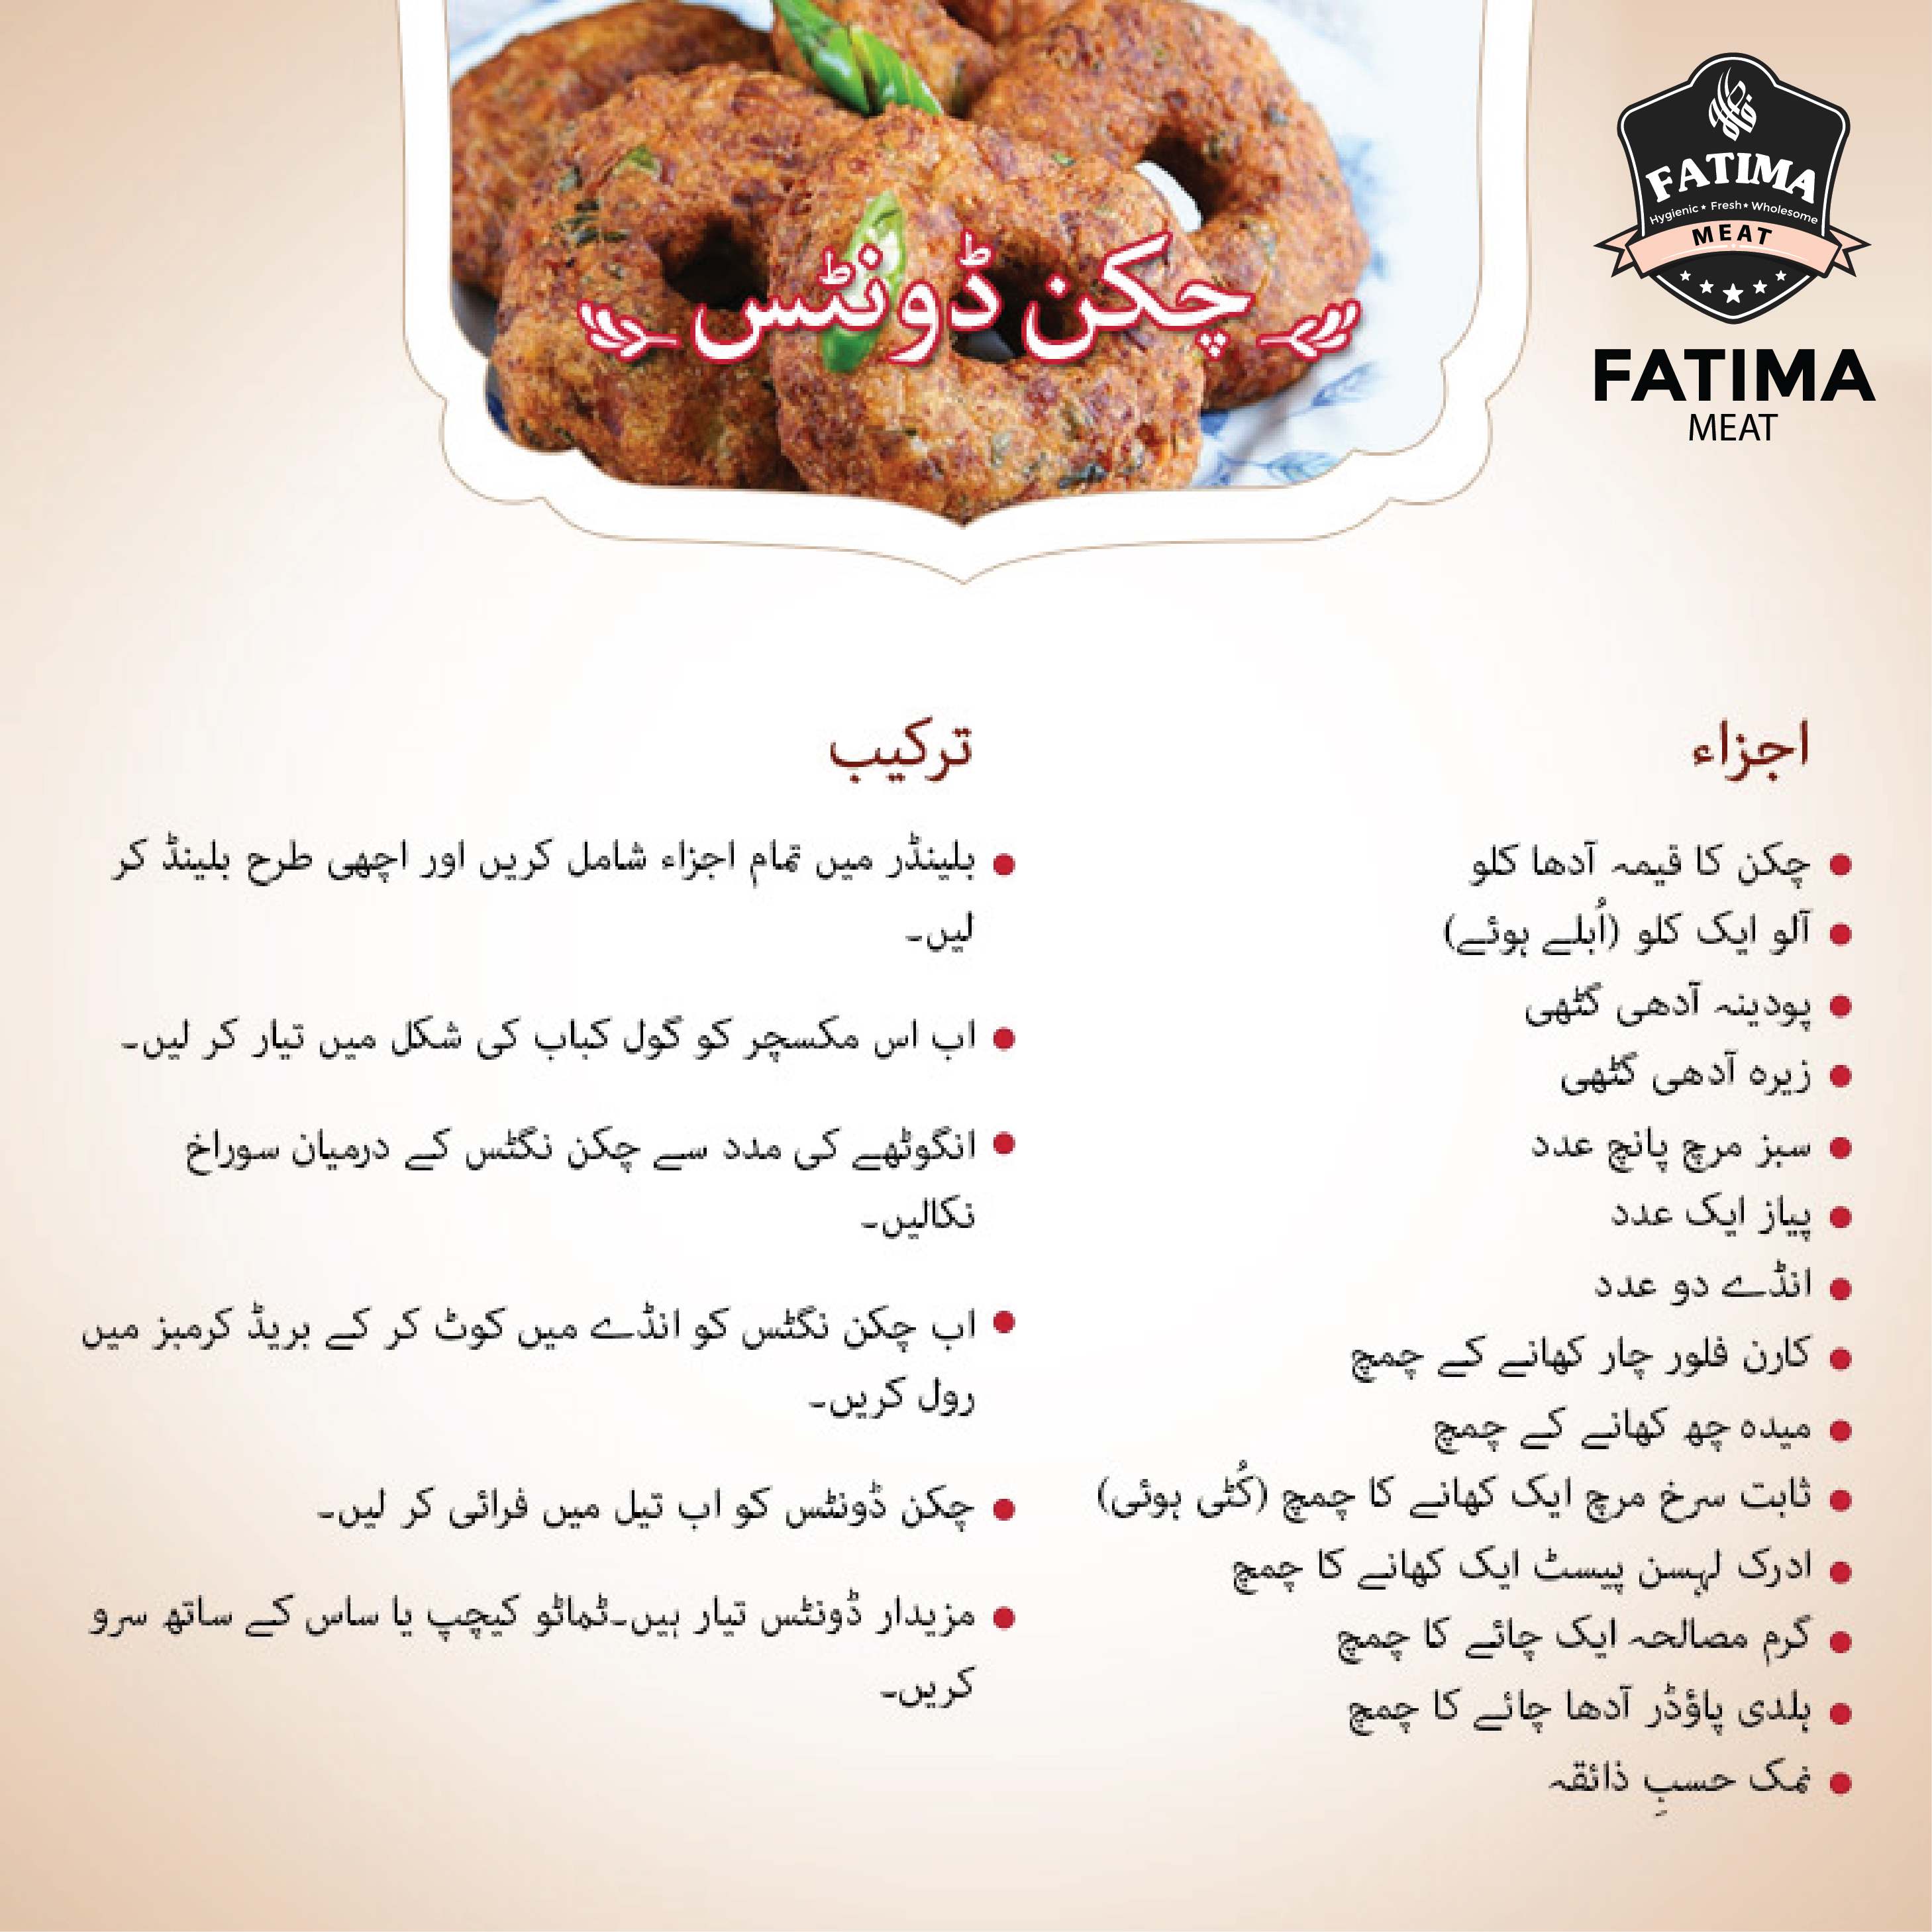 FATIMA
Hygienic ★ Fresh ★ Wholesome
MEAT
FATIMA
MEAT
چکن ڈونٹس
اجزاء
چکن کا قیمہ آدھا کلو
آلو ایک کلو (اُبلے ہوئے)
پودینہ آدھی گٹھی
زیرہ آدھی گٹھی
سبز مرچ پانچ عدد
پیاز ایک عدد
انڈے دو عدد
کارن فلور چار کھانے کے چمچ
میدہ چھ کھانے کے چمچ
ثابت سرخ مرچ ایک کھانے کا چمچ (کُٹی ہوئی)
ادرک لہسن پیسٹ ایک کھانے کا چمچ
گرم مصالحہ ایک چائے کا چمچ
ہلدی پاؤڈر آدھا چائے کا چمچ
نمک حسبِ ذائقہ
ترکیب
بلینڈر میں تمام اجزاء شامل کریں اور اچھی طرح بلینڈ کر
لیں۔
اب اس مکسچر کو گول کباب کی شکل میں تیار کر لیں۔
انگوٹھے کی مدد سے چکن نگٹس کے درمیان سوراخ
نکالیں۔
اب چکن نگٹس کو انڈے میں کوٹ کر کے بریڈ کرمبز میں
رول کریں۔
چکن ڈونٹس کو اب تیل میں فرائی کر لیں۔
مزیدار ڈونٹس تیار ہیں۔ٹماٹو کیچپ یا ساس کے ساتھ سرو
کریں۔